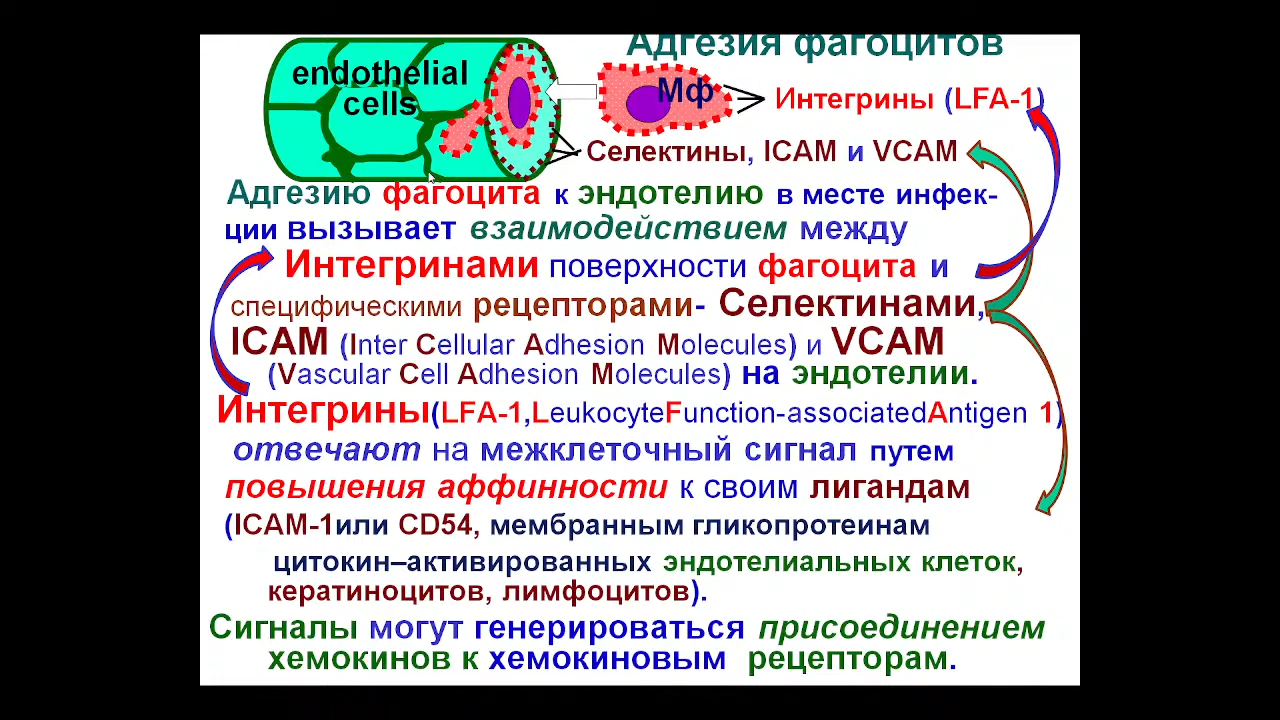 Адгезия фагоцитов
endothelial
cells
Мф
Интегрины (LFA-1)
Селектины, ICAM и VCAM
Адгезию фагоцита к эндотелию в месте инфек-
ции вызывает взаимодействием между
Интегринами поверхности фагоцита и
специфическими рецепторами- Селектинами,
ICAM (Inter Cellular Adhesion Molecules) и VCAM
(Vascular Cell Adhesion Molecules) на эндотелии.
Интегрины(LFA-1,LeukocyteFunction-associatedAntigen 1)
отвечают на межклеточный сигнал путем
повышения аффинности к своим лигандам
(ICAM-1или CD54, мембранным гликопротеинам
цитокин–активированных эндотелиальных клеток,
кератиноцитов, лимфоцитов).
Сигналы могут генерироваться присоединением
хемокинов к хемокиновым рецепторам.